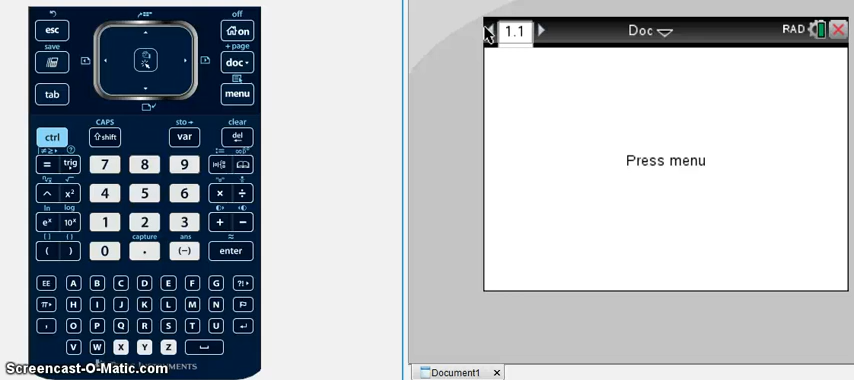 off
esc
on
save
+ page
doc
tab
menu
CAPS
sto
clear
ctrl
shift
var
del
= trig 7 8 9
^ x² 4 5 6 × ÷
ln log
eˣ 10ˣ 1 2 3 + −
capture ans
( ) 0 . (−) enter
EE A B C D E F G ?!
π H I J K L M N
, O P Q R S T U
V W X Y Z
Screencast-O-Matic.com
1.1 Doc RAD
Press menu
Document1